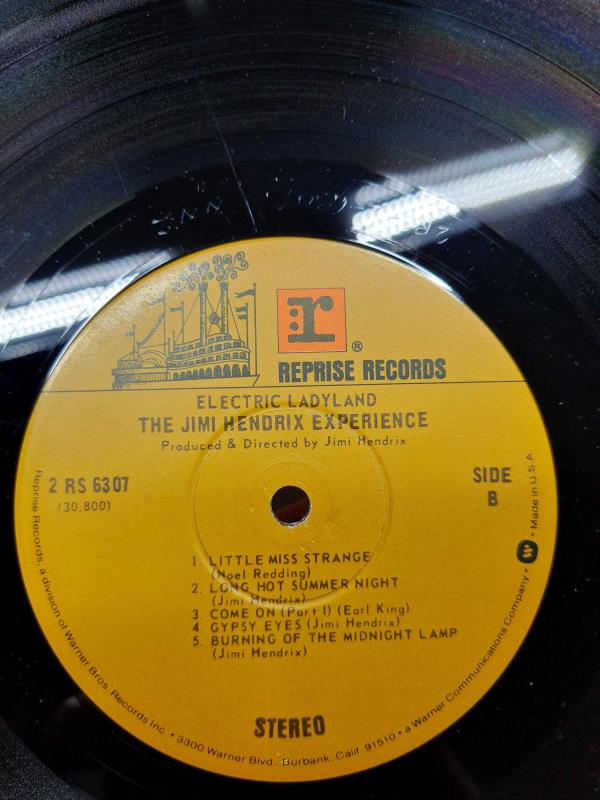 r®
REPRISE RECORDS
ELECTRIC LADYLAND
THE JIMI HENDRIX EXPERIENCE
Produced & Directed by Jimi Hendrix
2 RS 6307
(30,800)
SIDE
B
1. LITTLE MISS STRANGE
(Noel Redding)
2. LONG HOT SUMMER NIGHT
(Jimi Hendrix)
3. COME ON (Part I) (Earl King)
4. GYPSY EYES (Jimi Hendrix)
5. BURNING OF THE MIDNIGHT LAMP
(Jimi Hendrix)
STEREO
Reprise Records, a division of Warner Bros. Records Inc. • 3300 Warner Blvd., Burbank, Calif. 91510 • a Warner Communications Company • W • Made in U.S.A.